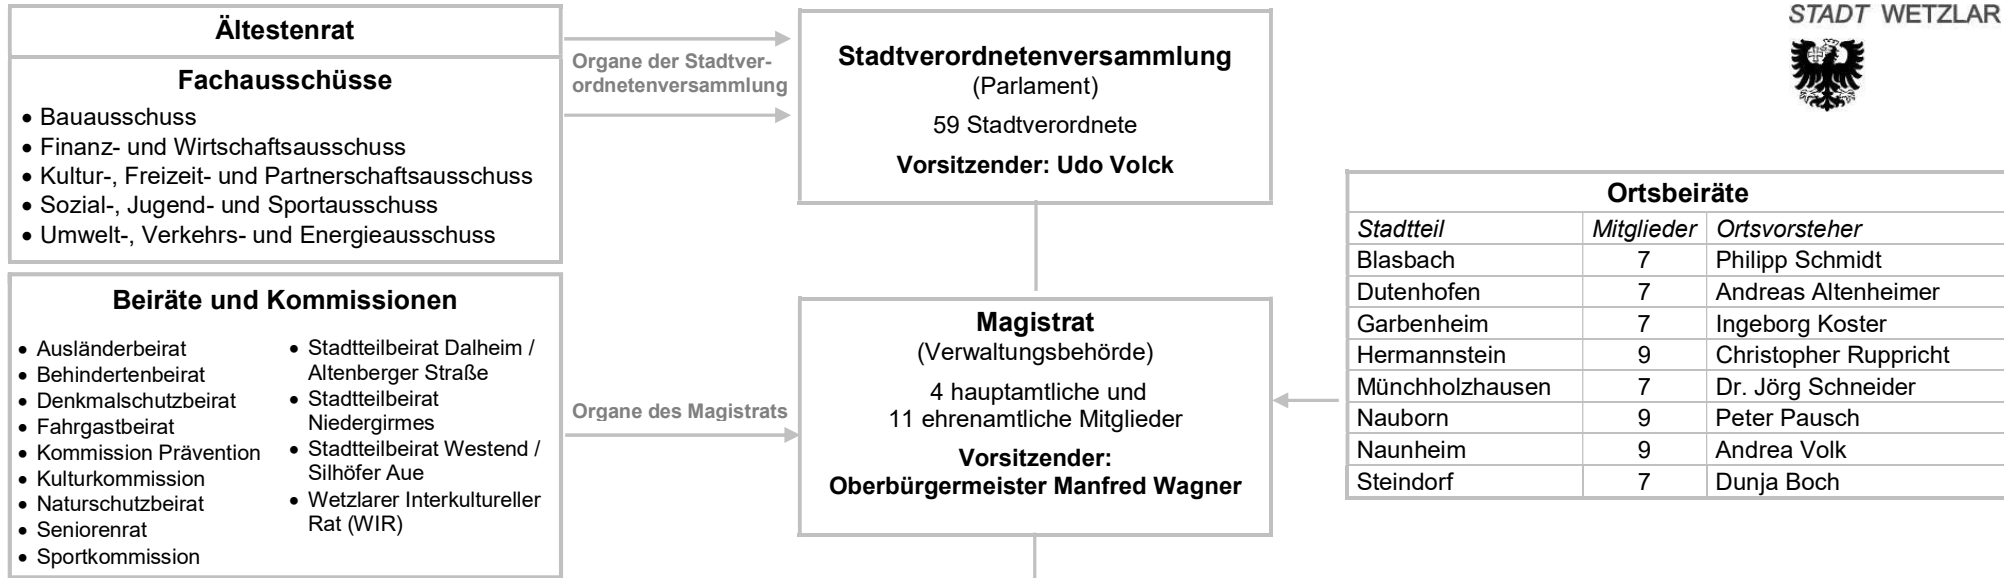 Ältestenrat
Fachausschüsse
• Bauausschuss
• Finanz- und Wirtschaftsausschuss
• Kultur-, Freizeit- und Partnerschaftsausschuss
• Sozial-, Jugend- und Sportausschuss
• Umwelt-, Verkehrs- und Energieausschuss
Organe der Stadtver-
ordnetenversammlung
Stadtverordnetenversammlung
(Parlament)
59 Stadtverordnete
Vorsitzender: Udo Volck
STADT WETZLAR
Beiräte und Kommissionen
• Ausländerbeirat
• Behindertenbeirat
• Denkmalschutzbeirat
• Fahrgastbeirat
• Kommission Prävention
• Kulturkommission
• Naturschutzbeirat
• Seniorenrat
• Sportkommission
• Stadtteilbeirat Dalheim /
Altenberger Straße
• Stadtteilbeirat
Niedergirmes
• Stadtteilbeirat Westend /
Silhöfer Aue
• Wetzlarer Interkultureller
Rat (WIR)
Organe des Magistrats
Magistrat
(Verwaltungsbehörde)
4 hauptamtliche und
11 ehrenamtliche Mitglieder
Vorsitzender:
Oberbürgermeister Manfred Wagner
Ortsbeiräte
Stadtteil Mitglieder Ortsvorsteher
Blasbach 7 Philipp Schmidt
Dutenhofen 7 Andreas Altenheimer
Garbenheim 7 Ingeborg Koster
Hermannstein 9 Christopher Ruppricht
Münchholzhausen 7 Dr. Jörg Schneider
Nauborn 9 Peter Pausch
Naunheim 9 Andrea Volk
Steindorf 7 Dunja Boch